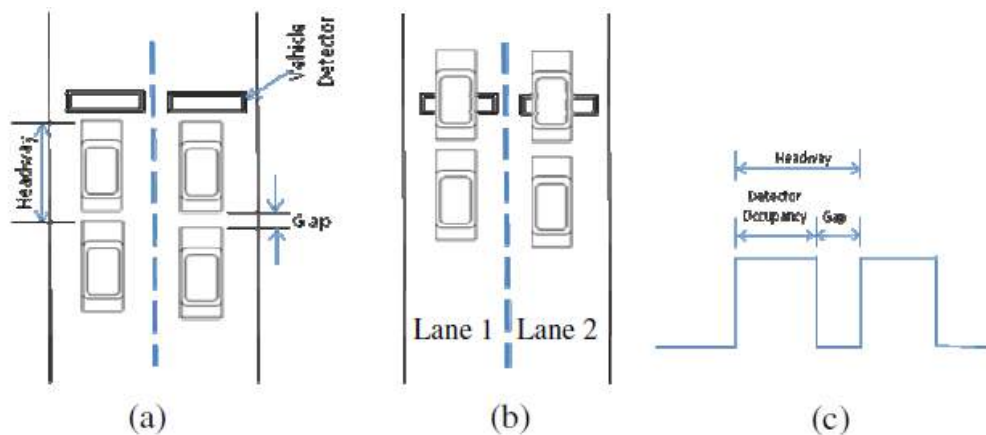 Vehicle
Detector
Headway
Gap
(a)
Lane 1
Lane 2
(b)
Headway
Detector
Occupancy
Gap
(c)